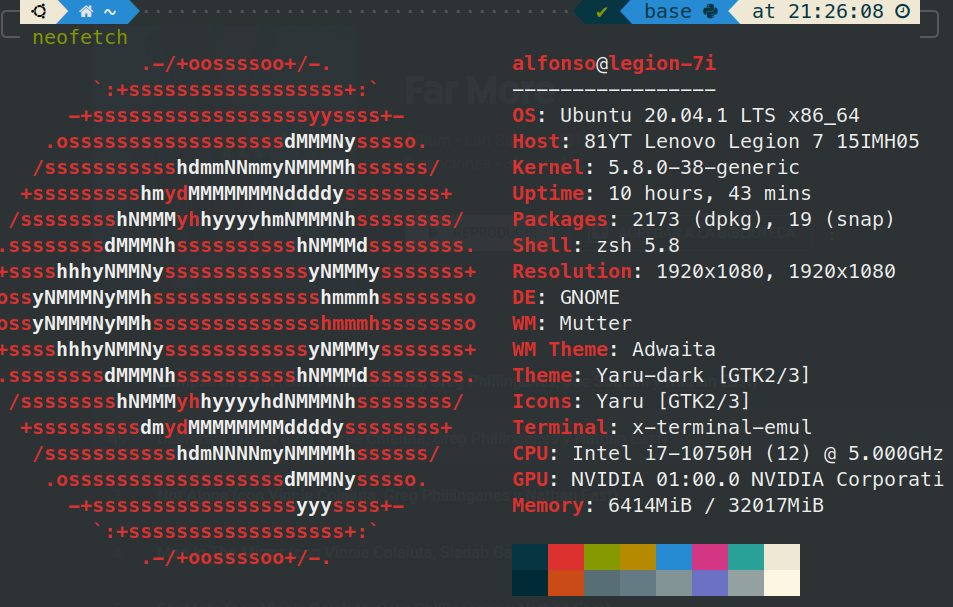 ~ ✔ base at 21:26:08
neofetch
.-/+oossssoo+/-.
`:+ssssssssssssssssss+:`
-+ssssssssssssssssssyyssss+-
.ossssssssssssssssssdMMMNysssso.
/ssssssssssshdmmNNmmyNMMMMhssssss/
+ssssssssshmydMMMMMMMNddddyssssssss+
/sssssssshNMMMyhhyyyyhmNMMMNhssssssss/
.ssssssssdMMMNhsssssssssshNMMMdssssssss.
+sssshhhyNMMNyssssssssssssyNMMMysssssss+
ossyNMMMNyMMhsssssssssssssshmmmhssssssso
ossyNMMMNyMMhsssssssssssssshmmmhssssssso
+sssshhhyNMMNyssssssssssssyNMMMysssssss+
.ssssssssdMMMNhsssssssssshNMMMdssssssss.
/sssssssshNMMMyhhyyyyhdNMMMNhssssssss/
+sssssssssdmydMMMMMMMMddddyssssssss+
/ssssssssssshdmNNNNmyNMMMMhssssss/
.ossssssssssssssssssdMMMNysssso.
-+sssssssssssssssssyyyssss+-
`:+ssssssssssssssssss+:`
.-/+oossssoo+/-.
alfonso@legion-7i
-----------------
OS: Ubuntu 20.04.1 LTS x86_64
Host: 81YT Lenovo Legion 7 15IMH05
Kernel: 5.8.0-38-generic
Uptime: 10 hours, 43 mins
Packages: 2173 (dpkg), 19 (snap)
Shell: zsh 5.8
Resolution: 1920x1080, 1920x1080
DE: GNOME
WM: Mutter
WM Theme: Adwaita
Theme: Yaru-dark [GTK2/3]
Icons: Yaru [GTK2/3]
Terminal: x-terminal-emul
CPU: Intel i7-10750H (12) @ 5.000GHz
GPU: NVIDIA 01:00.0 NVIDIA Corporati
Memory: 6414MiB / 32017MiB
Far More